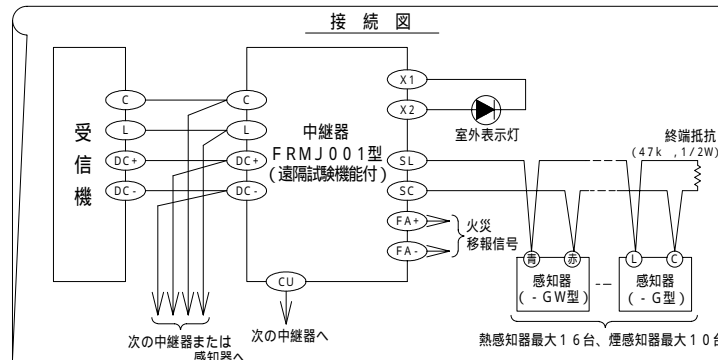 接 続 図
受信機
C
L
DC+
DC-
C
L
DC+
DC-
中継器
FRMJ001型
(遠隔試験機能付)
X1
X2
SL
SC
FA+
FA-
CU
室外表示灯
火災
移報信号
終端抵抗
(47k ,1/2W)
青
赤
L
C
感知器
( -GW型)
感知器
( -G型)
次の中継器または
感知器へ
次の中継器へ
熱感知器最大16台、煙感知器最大10台